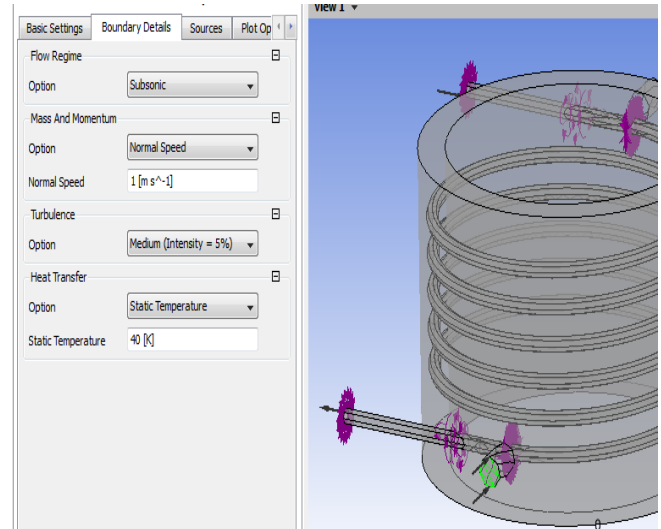 View 1
Basic Settings Boundary Details Sources Plot Op
Flow Regime
Option Subsonic
Mass And Momentum
Option Normal Speed
Normal Speed 1 [m s^-1]
Turbulence
Option Medium (Intensity = 5%)
Heat Transfer
Option Static Temperature
Static Temperature 40 [K]
0